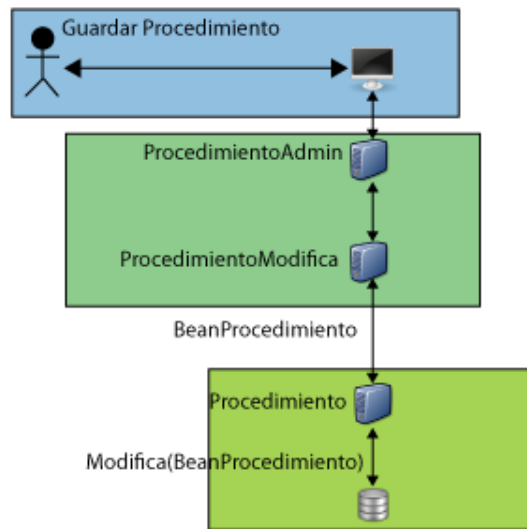 Guardar Procedimiento
ProcedimientoAdmin
ProcedimientoModifica
BeanProcedimiento
Procedimiento
Modifica(BeanProcedimiento)